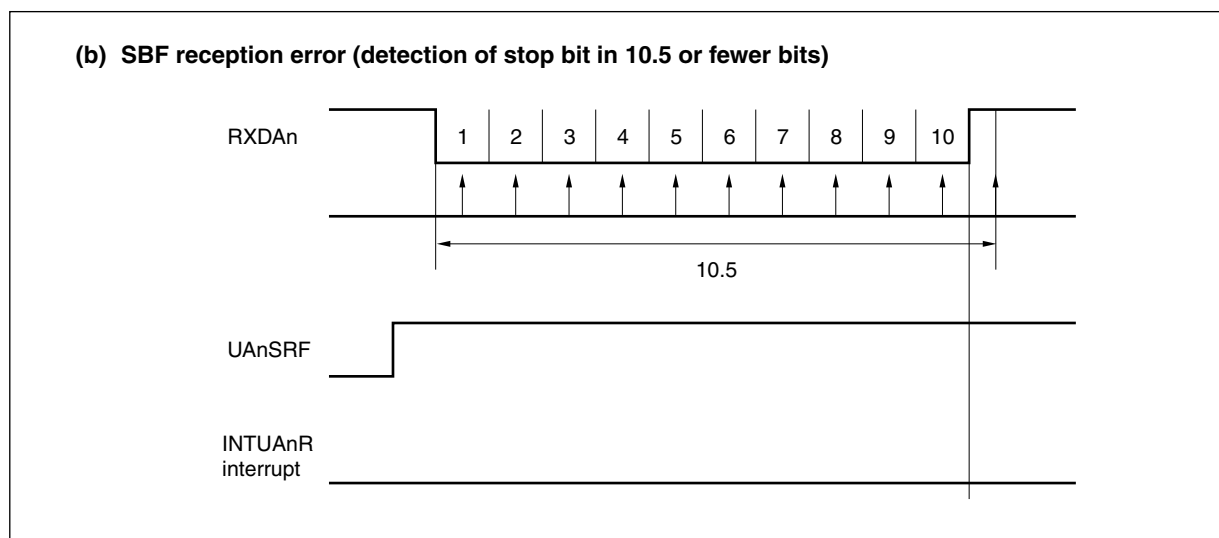 (b) SBF reception error (detection of stop bit in 10.5 or fewer bits)
RXDAn
1 2 3 4 5 6 7 8 9 10
10.5
UAnSRF
INTUAnR
interrupt